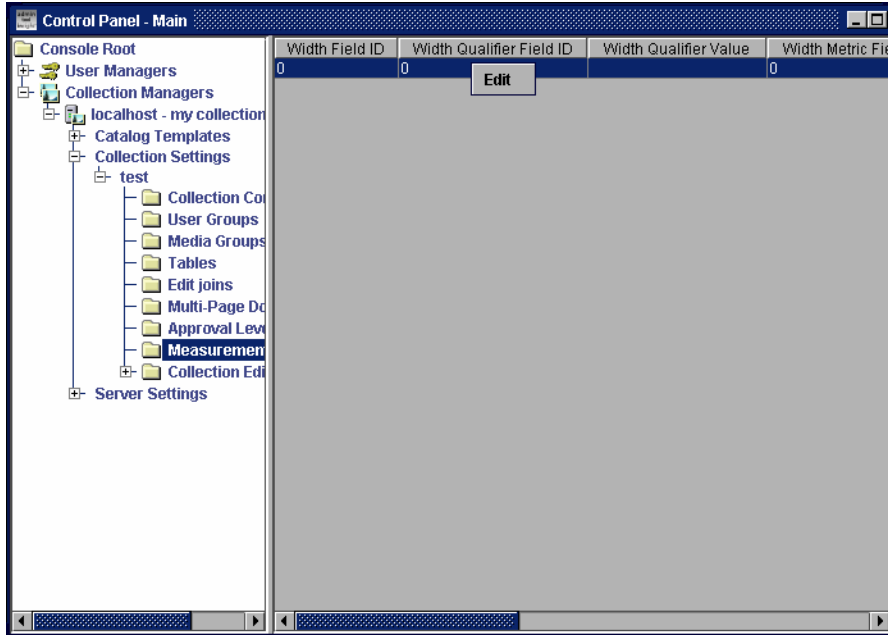 Control Panel - Main
Console Root
User Managers
Collection Managers
localhost - my collection
Catalog Templates
Collection Settings
test
Collection Co
User Groups
Media Groups
Tables
Edit joins
Multi-Page Do
Approval Leve
Measuremen
Collection Edi
Server Settings
Width Field ID Width Qualifier Field ID Width Qualifier Value Width Metric Fie
0 0 0
Edit